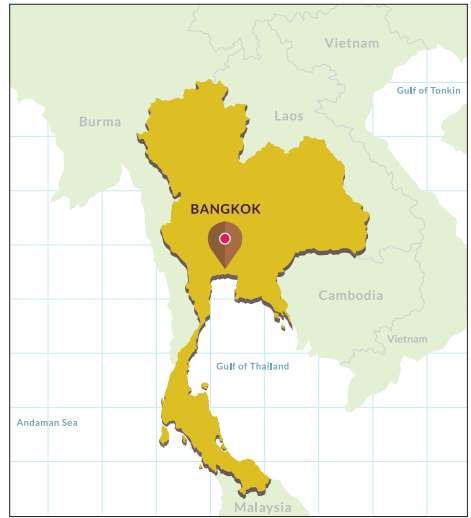 Vietnam
Gulf of Tonkin
Burma
Laos
BANGKOK
Cambodia
Vietnam
Gulf of Thailand
Andaman Sea
Malaysia